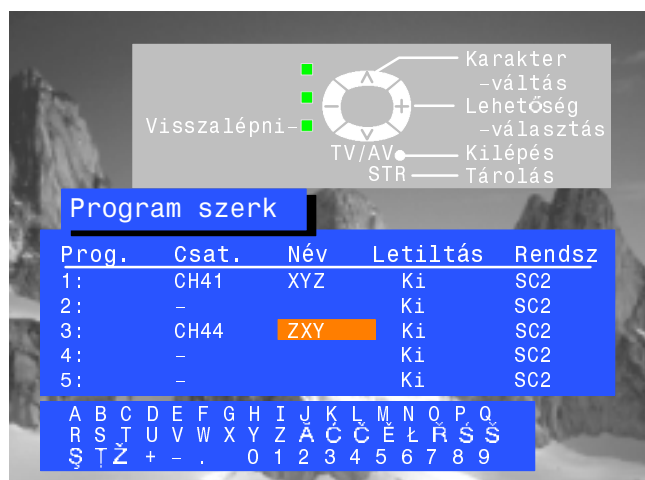 Karakter
–váltás
Lehetőség
Visszalépni–
–választás
TV/AV
Kilépés
STR
Tárolás
Program szerk
Prog. Csat. Név Letiltás Rendsz
1: CH41 XYZ Ki SC2
2: – Ki SC2
3: CH44 ZXY Ki SC2
4: – Ki SC2
5: – Ki SC2
A B C D E F G H I J K L M N O P Q
R S T U V W X Y Z Ă Ć Č Ě Ł Ř Ś Š
Ş Ţ Ž + – . 0 1 2 3 4 5 6 7 8 9